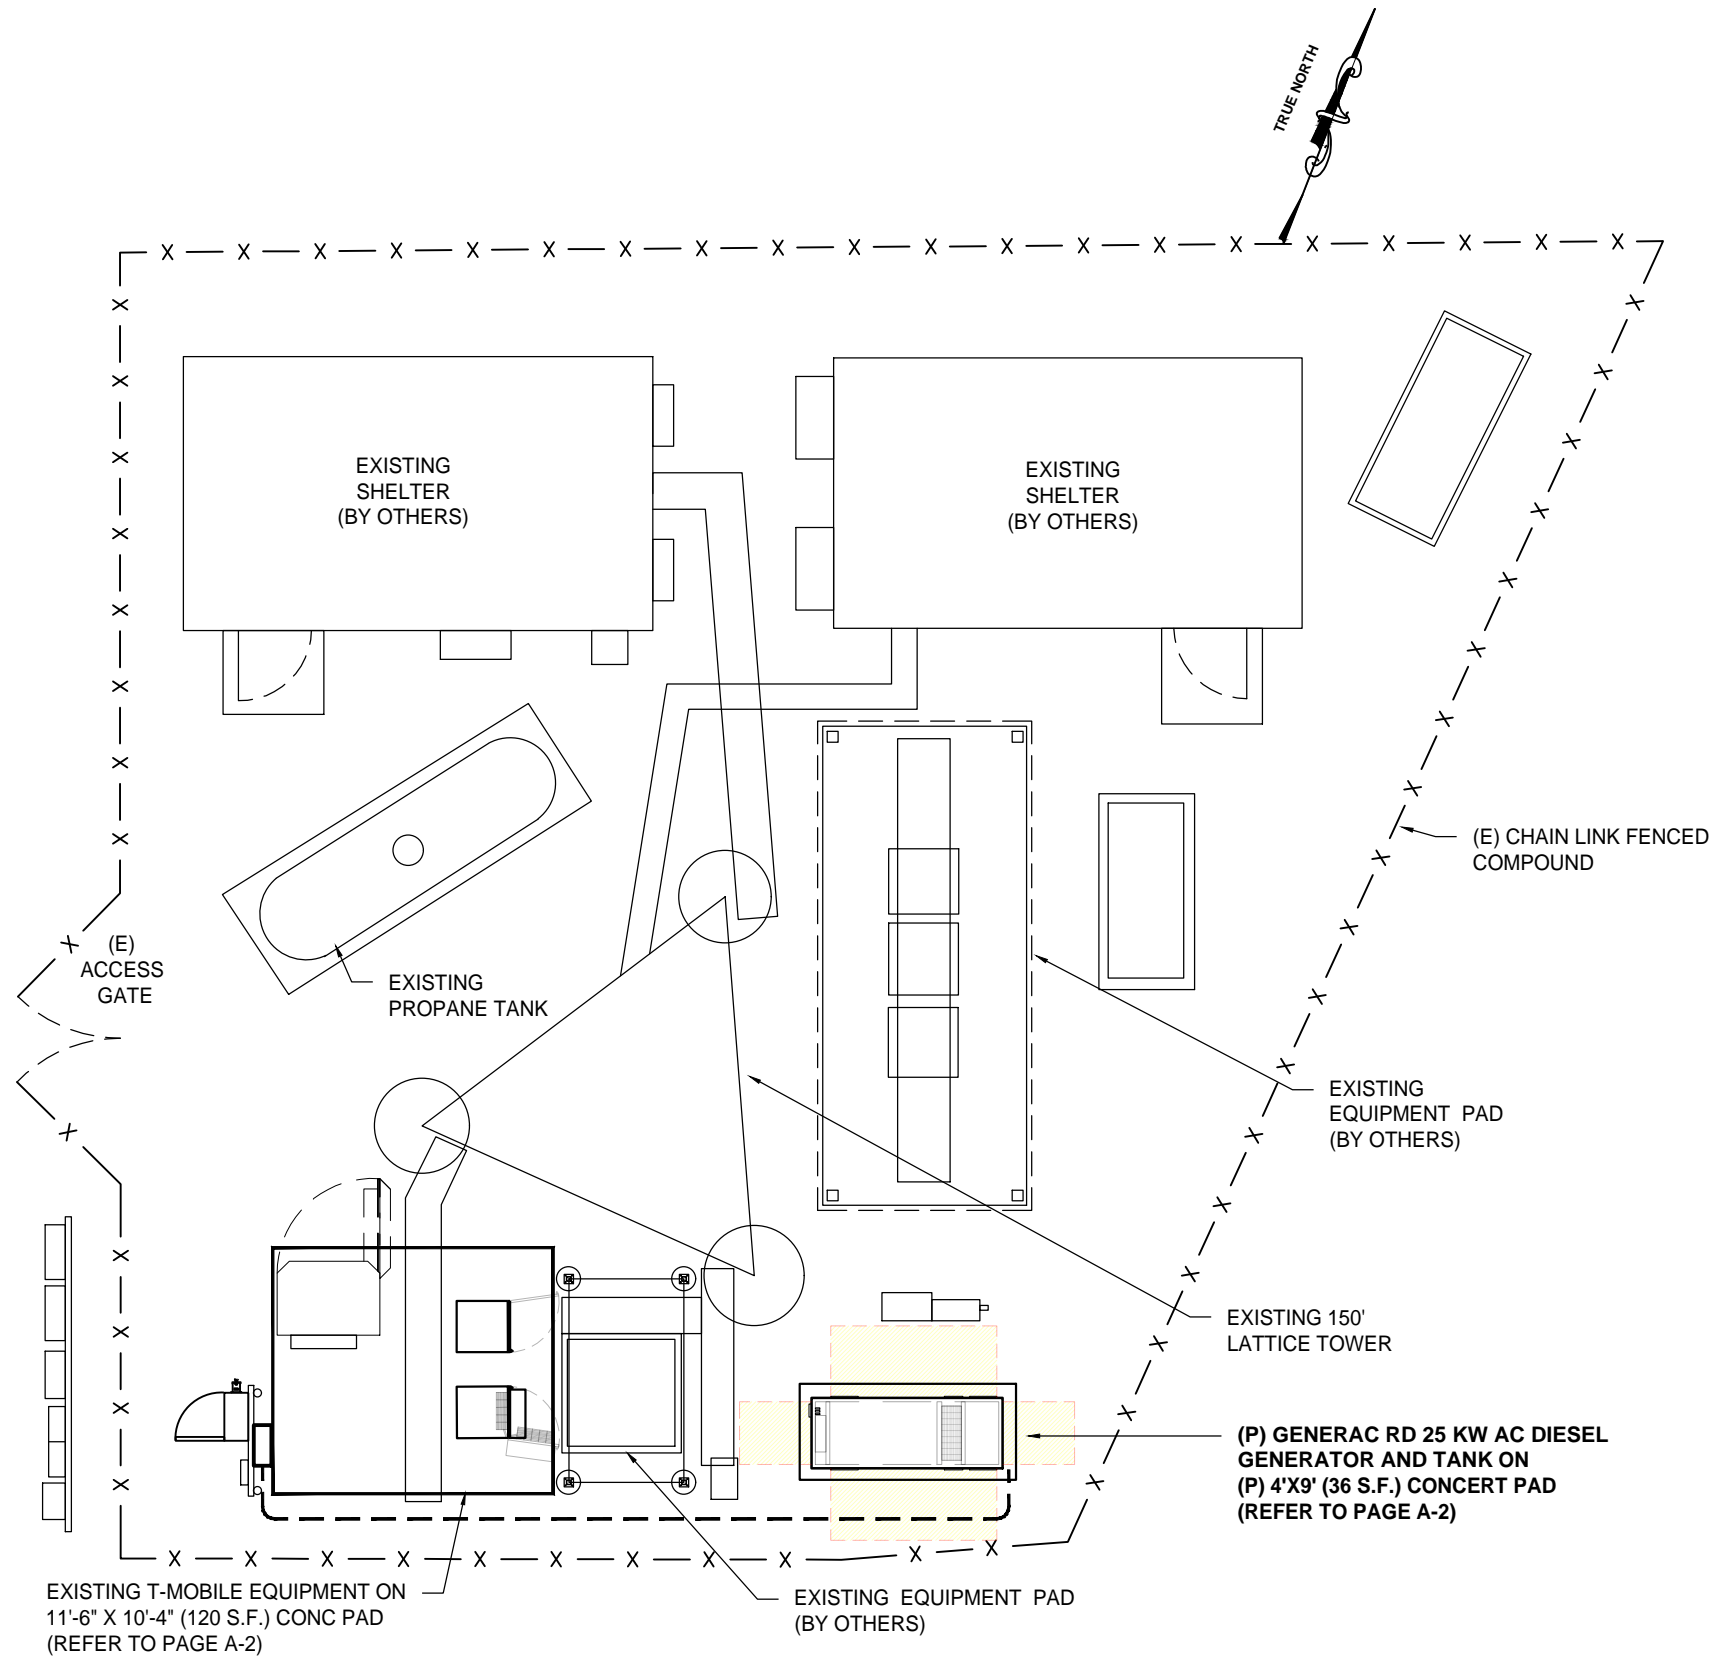 TRUE NORTH
EXISTING
SHELTER
(BY OTHERS)
EXISTING
SHELTER
(BY OTHERS)
(E) CHAIN LINK FENCED
COMPOUND
(E)
ACCESS
GATE
EXISTING
PROPANE TANK
EXISTING
EQUIPMENT PAD
(BY OTHERS)
EXISTING 150'
LATTICE TOWER
(P) GENERAC RD 25 KW AC DIESEL
GENERATOR AND TANK ON
(P) 4'X9' (36 S.F.) CONCERT PAD
(REFER TO PAGE A-2)
EXISTING T-MOBILE EQUIPMENT ON
11'-6" X 10'-4" (120 S.F.) CONC PAD
(REFER TO PAGE A-2)
EXISTING EQUIPMENT PAD
(BY OTHERS)